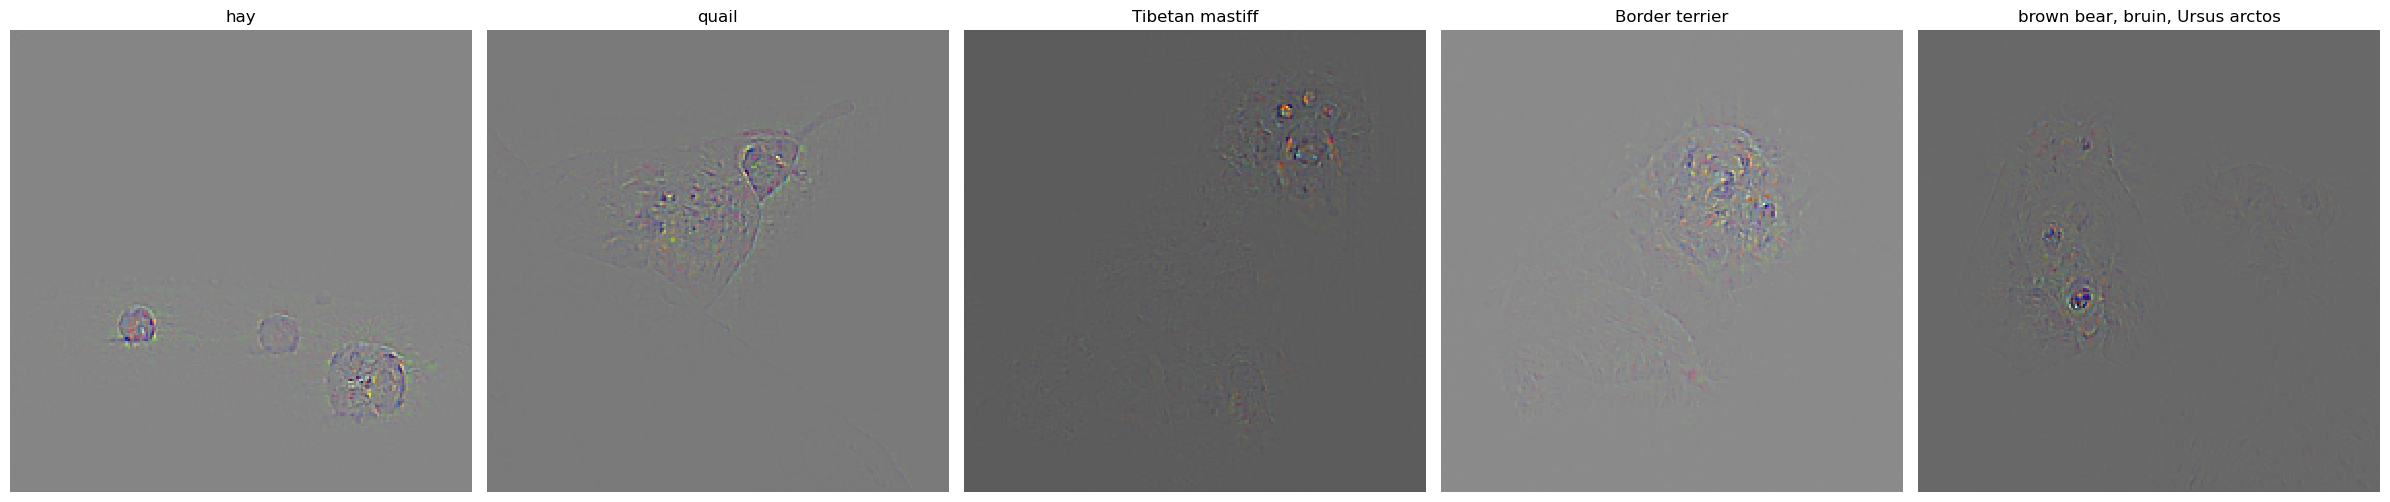 hay
quail
Tibetan mastiff
Border terrier
brown bear, bruin, Ursus arctos